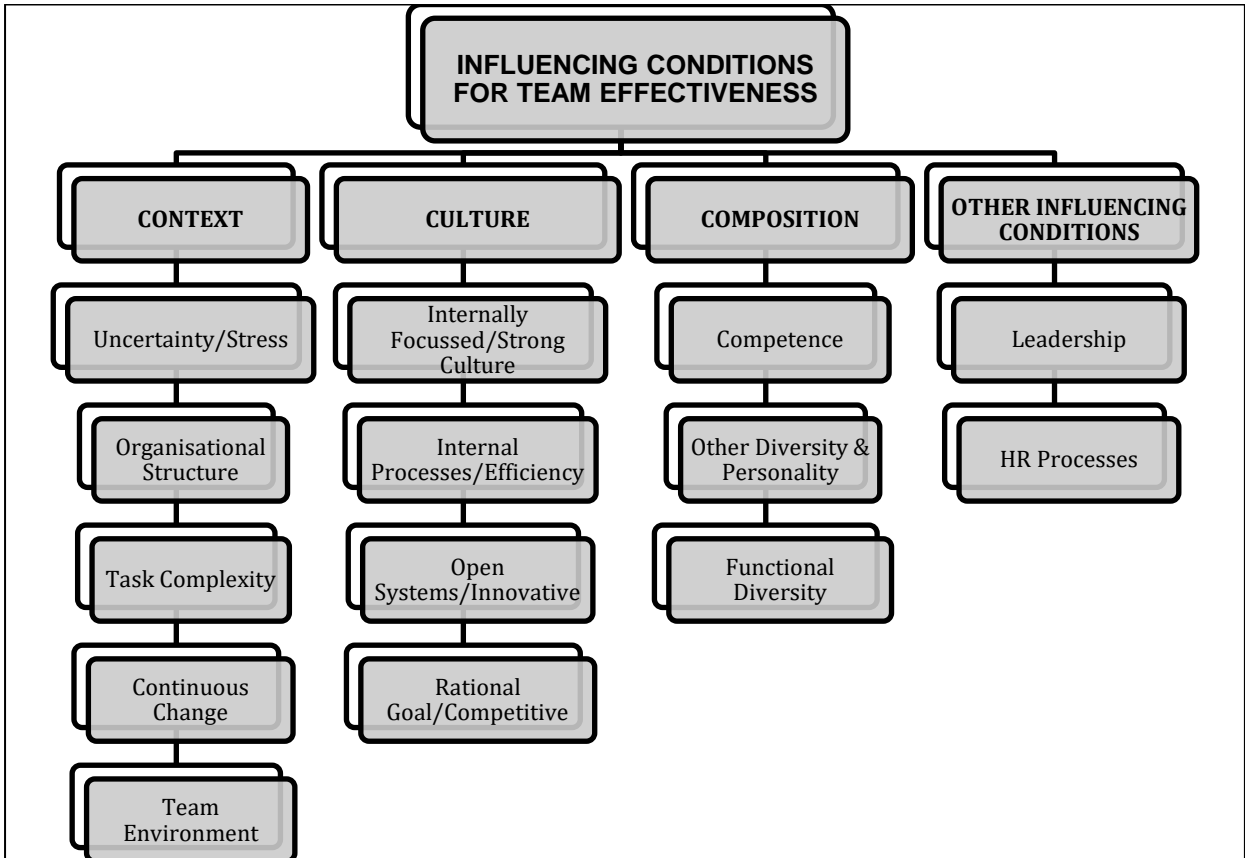 INFLUENCING CONDITIONS
FOR TEAM EFFECTIVENESS
CONTEXT
Uncertainty/Stress
Organisational
Structure
Task Complexity
Continuous
Change
Team
Environment
CULTURE
Internally
Focussed/Strong
Culture
Internal
Processes/Efficiency
Open
Systems/Innovative
Rational
Goal/Competitive
COMPOSITION
Competence
Other Diversity &
Personality
Functional
Diversity
OTHER INFLUENCING
CONDITIONS
Leadership
HR Processes